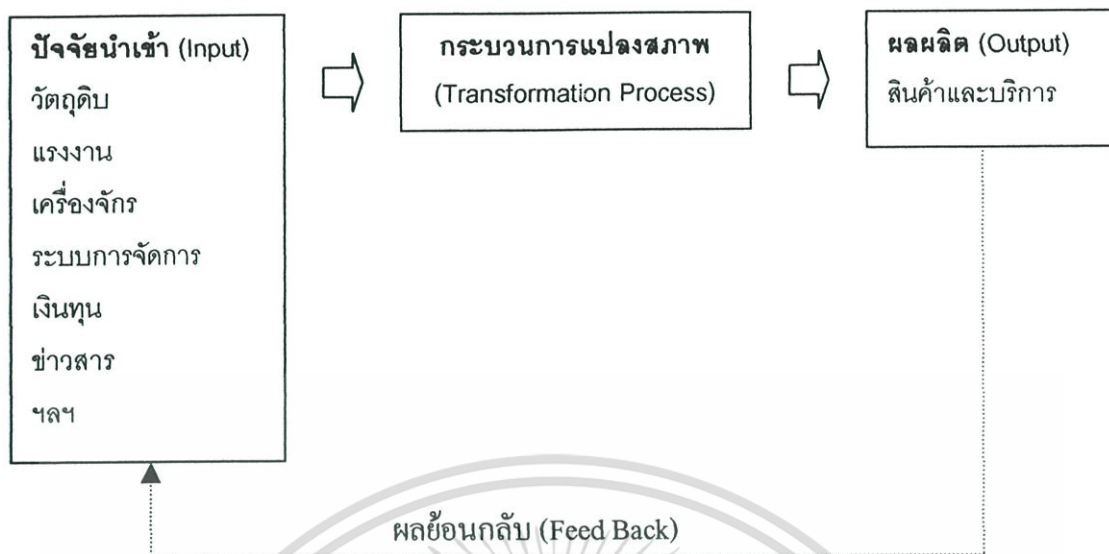 ปัจจัยนำเข้า (Input)
วัตถุดิบ
แรงงาน
เครื่องจักร
ระบบการจัดการ
เงินทุน
ข่าวสาร
ฯลฯ
กระบวนการแปลงสภาพ
(Transformation Process)
ผลผลิต (Output)
สินค้าและบริการ
ผลย้อนกลับ (Feed Back)